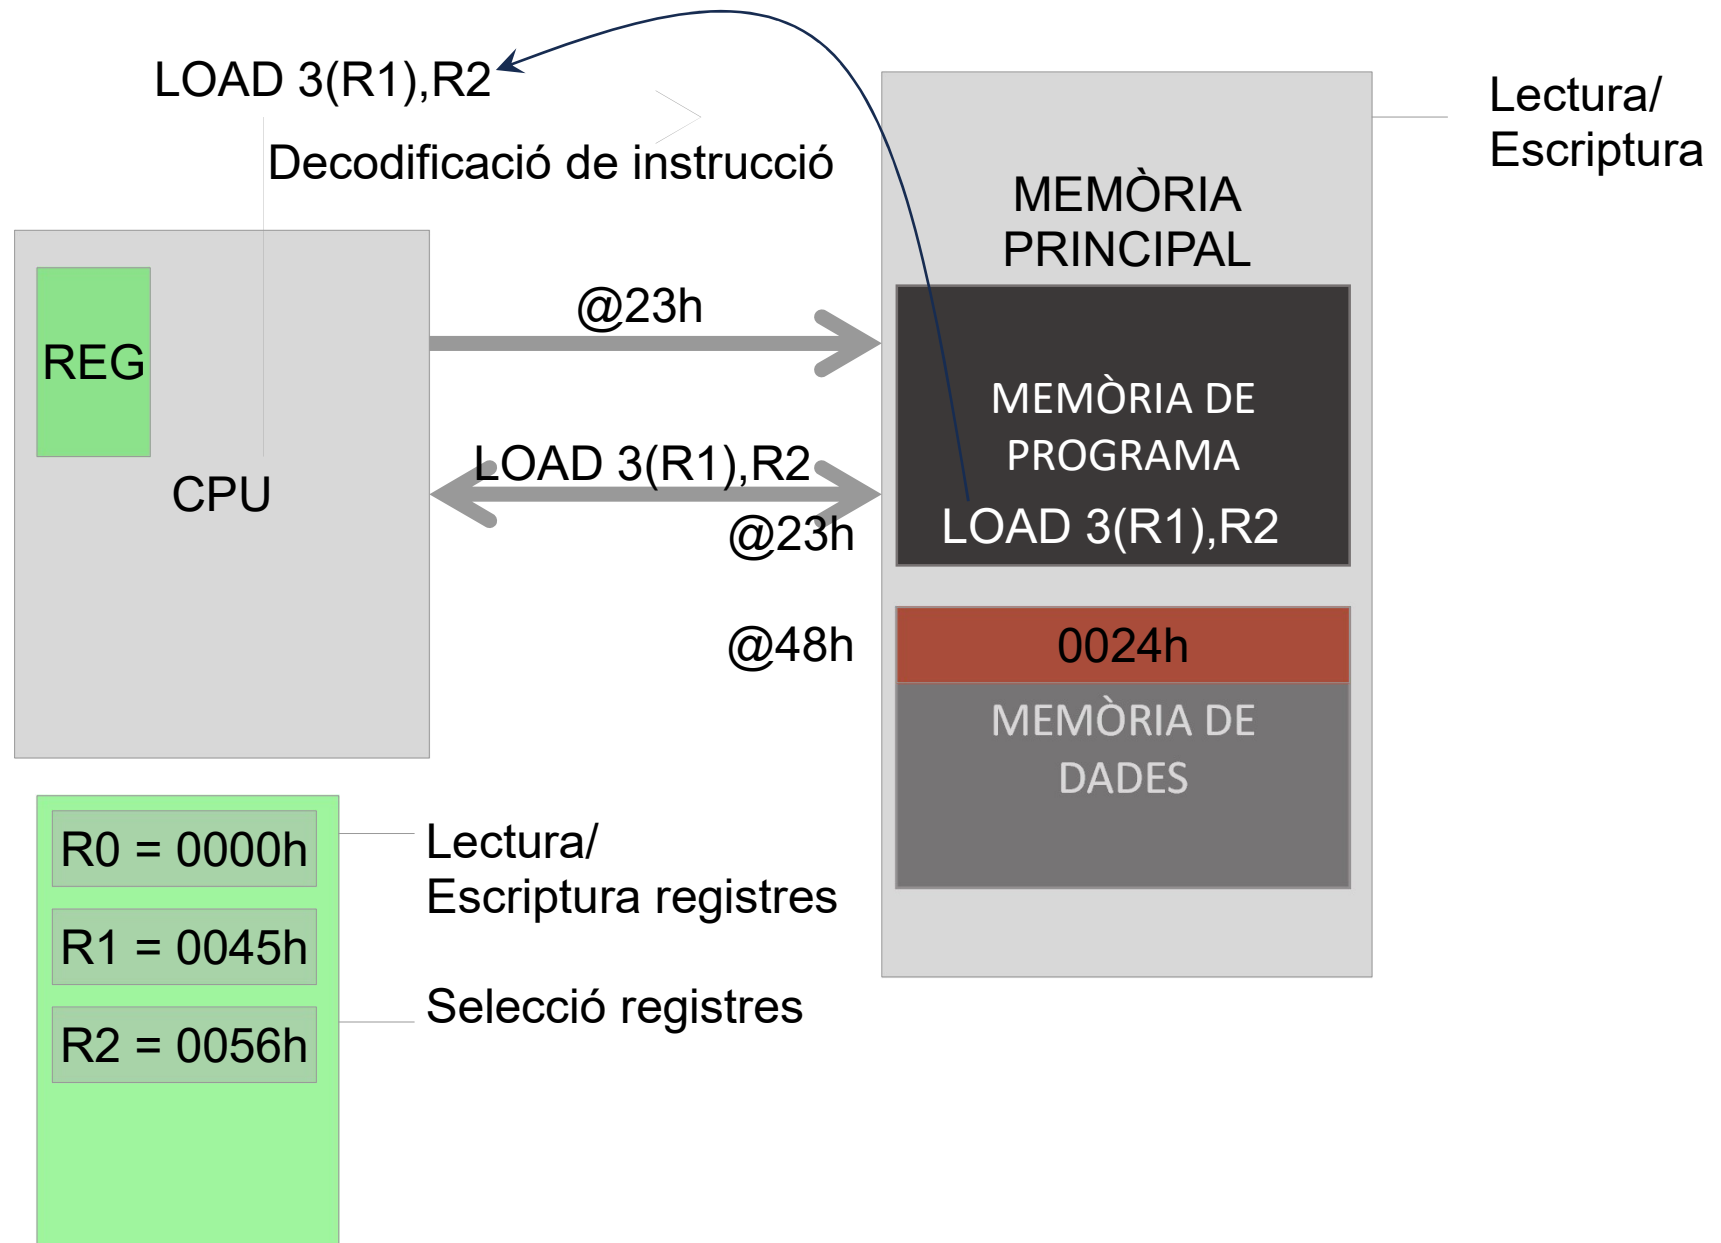 LOAD 3(R1),R2
Decodificació de instrucció
Lectura/
Escriptura
MEMÒRIA
PRINCIPAL
@23h
REG
MEMÒRIA DE
PROGRAMA
LOAD 3(R1),R2
CPU
@23h
LOAD 3(R1),R2
@48h
0024h
MEMÒRIA DE
DADES
R0 = 0000h
Lectura/
Escriptura registres
R1 = 0045h
Selecció registres
R2 = 0056h